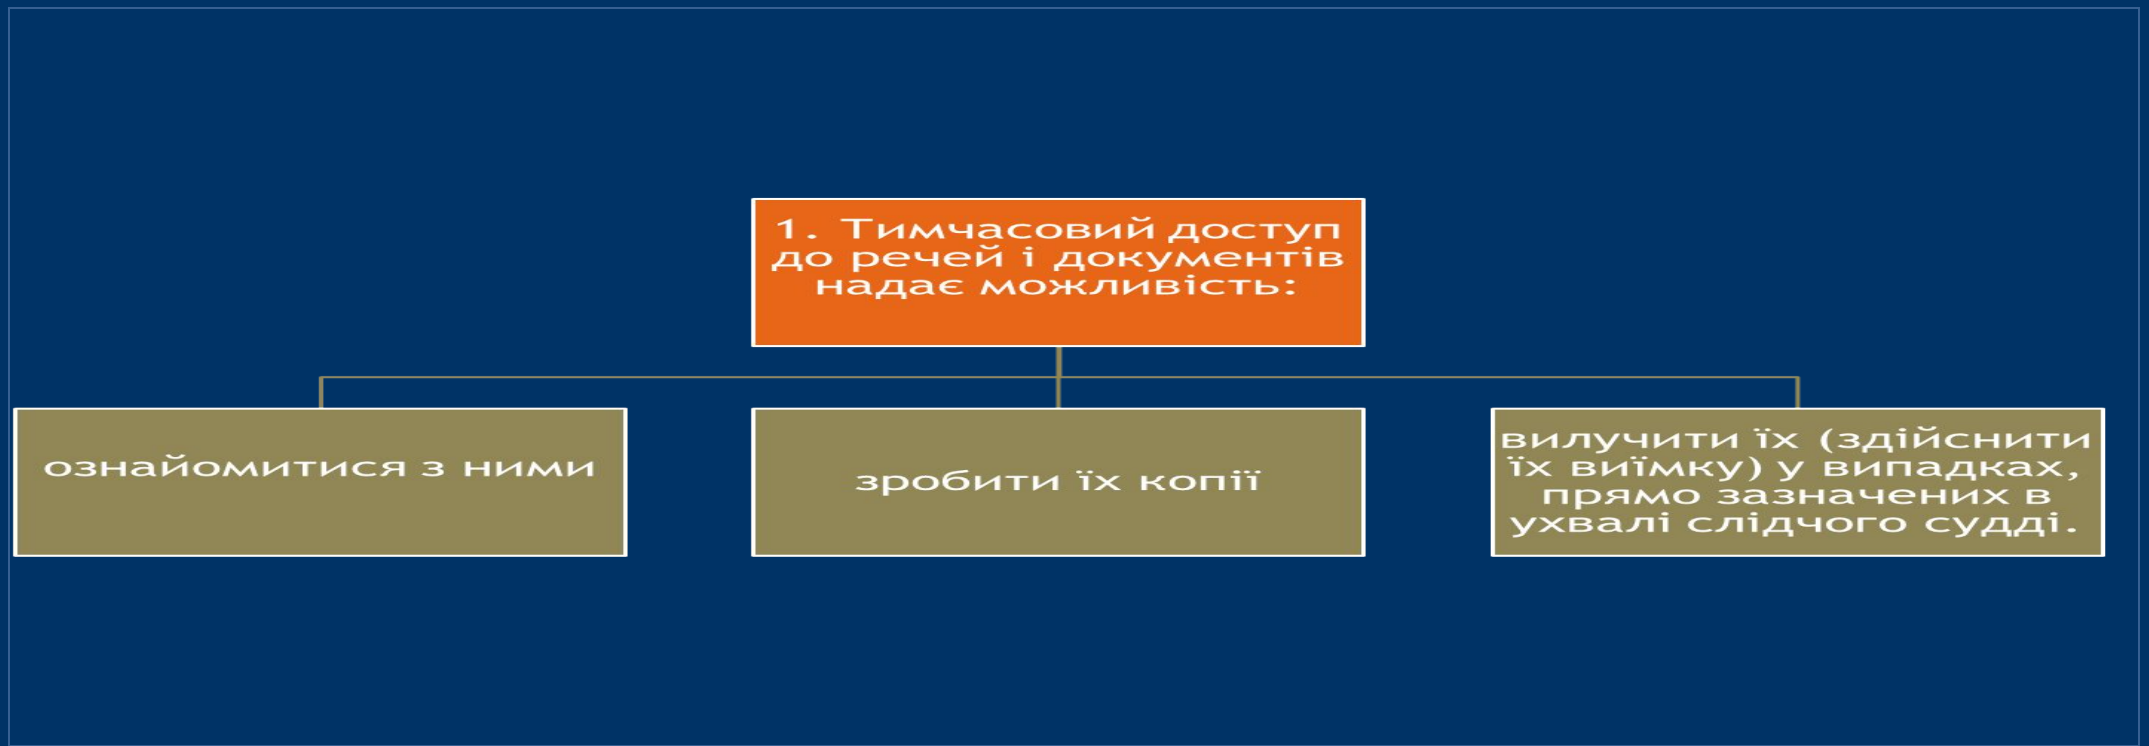 1. Тимчасовий доступ
до речей і документів
надає можливість:
ознайомитися з ними
зробити їх копії
вилучити їх (здійснити
їх виїмку) у випадках,
прямо зазначених в
ухвалі слідчого судді.